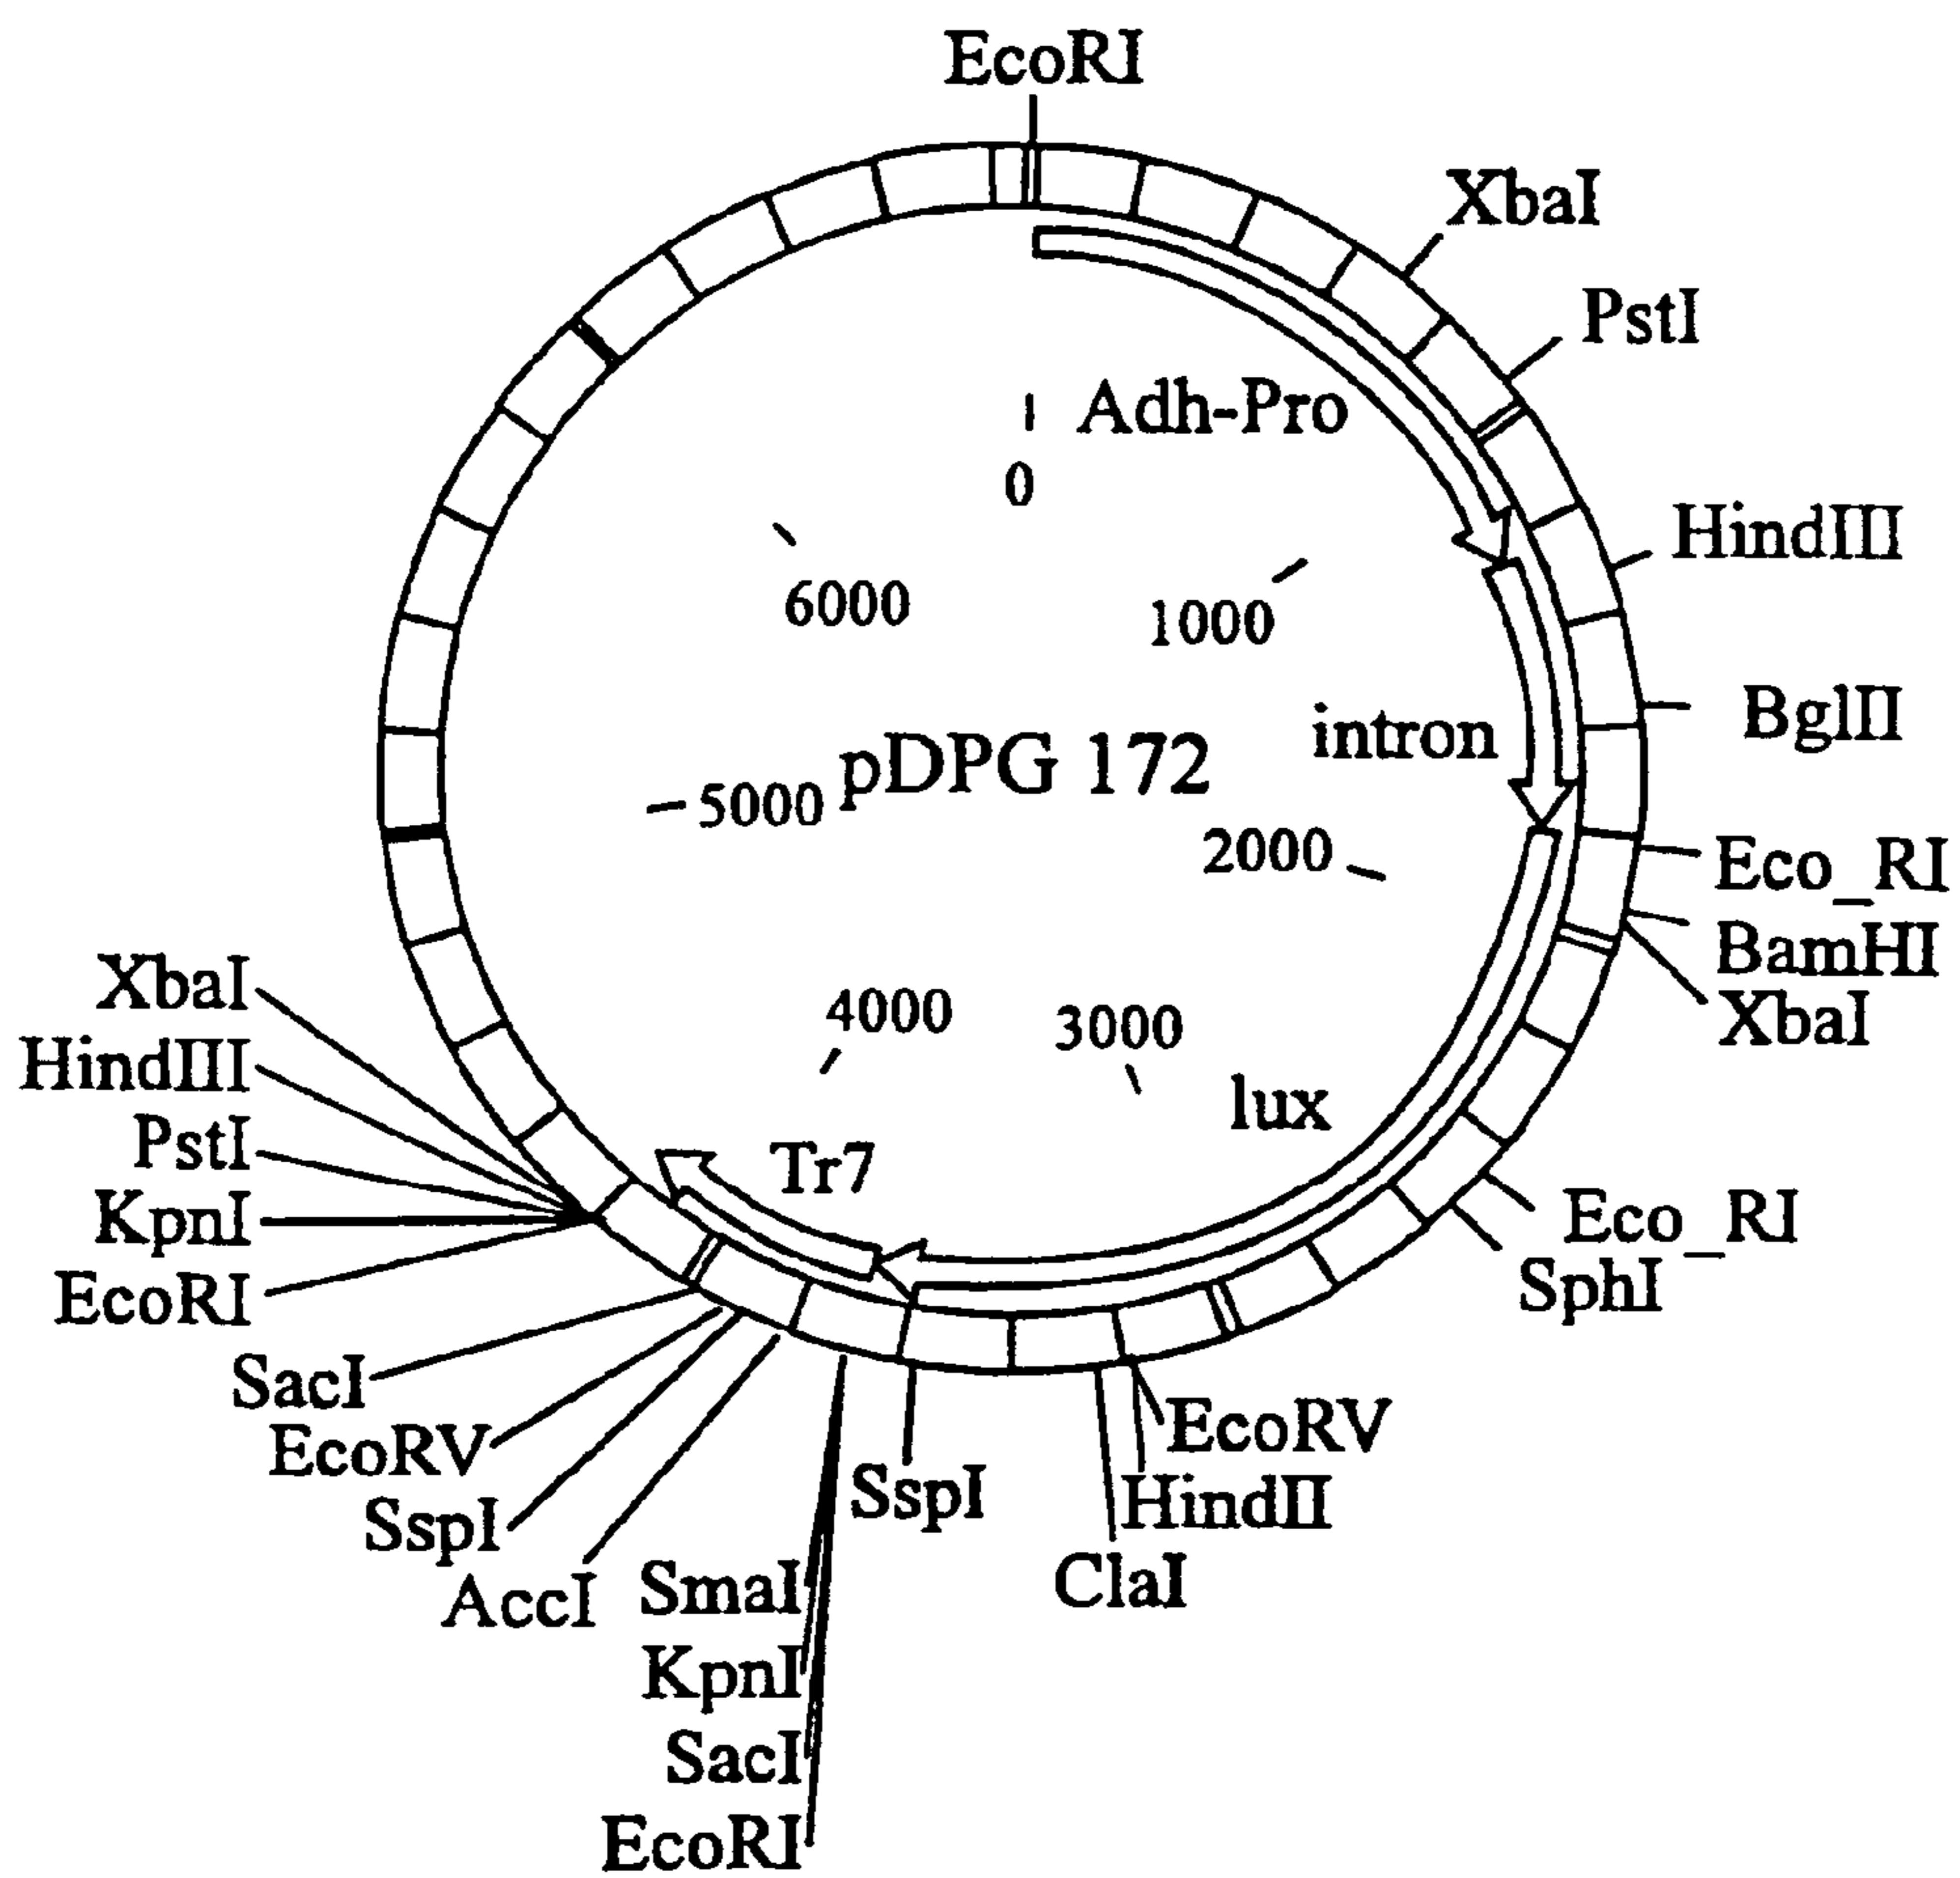 EcoRI
XbaI
PstI
Adh-Pro
0
HindIII
6000
1000
BglII
intron
pDPG 172
5000
2000
Eco_RI
BamHI
XbaI
XbaI
4000
3000
HindIII
lux
PstI
Tr7
KpnI
Eco_RI
EcoRI
SphI
SacI
EcoRV
EcoRV
SspI
HindII
SspI
ClaI
AccI
SmaI
KpnI
SacI
EcoRI